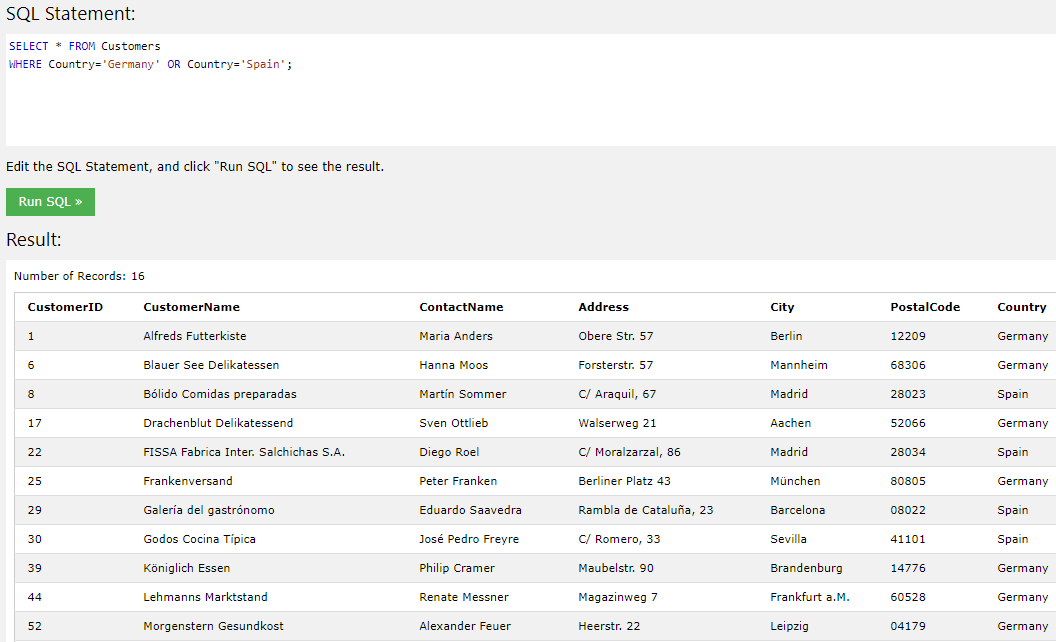 SQL Statement:
SELECT * FROM Customers
WHERE Country='Germany' OR Country='Spain';
Edit the SQL Statement, and click "Run SQL" to see the result.
Run SQL »
Result:
Number of Records: 16
CustomerID CustomerName ContactName Address City PostalCode Country
1 Alfreds Futterkiste Maria Anders Obere Str. 57 Berlin 12209 Germany
6 Blauer See Delikatessen Hanna Moos Forsterstr. 57 Mannheim 68306 Germany
8 Bólido Comidas preparadas Martín Sommer C/ Araquil, 67 Madrid 28023 Spain
17 Drachenblut Delikatessend Sven Ottlieb Walserweg 21 Aachen 52066 Germany
22 FISSA Fabrica Inter. Salchichas S.A. Diego Roel C/ Moralzarzal, 86 Madrid 28034 Spain
25 Frankenversand Peter Franken Berliner Platz 43 München 80805 Germany
29 Galería del gastrónomo Eduardo Saavedra Rambla de Cataluña, 23 Barcelona 08022 Spain
30 Godos Cocina Típica José Pedro Freyre C/ Romero, 33 Sevilla 41101 Spain
39 Königlich Essen Philip Cramer Maubelstr. 90 Brandenburg 14776 Germany
44 Lehmanns Marktstand Renate Messner Magazinweg 7 Frankfurt a.M. 60528 Germany
52 Morgenstern Gesundkost Alexander Feuer Heerstr. 22 Leipzig 04179 Germany